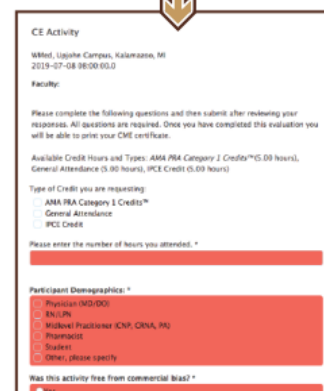 CE Activity
WMed, Upjohn Campus, Kalamazoo, MI
2019-07-08 08:00:00.0
Faculty:
Please complete the following questions and then submit after reviewing your
responses. All questions are required. Once you have completed this evaluation you
will be able to print your CME certificate.
Available Credit Hours and Types: AMA PRA Category 1 Credits™(5.00 hours),
General Attendance (5.00 hours), IPCE Credit (5.00 hours)
Type of Credit you are requesting:
AMA PRA Category 1 Credits™
General Attendance
IPCE Credit
Please enter the number of hours you attended. *
Participant Demographics: *
Physician (MD/DO)
RN/LPN
Midlevel Practitioner (CNP, CRNA, PA)
Pharmacist
Student
Other, please specify
Was this activity free from commercial bias? *